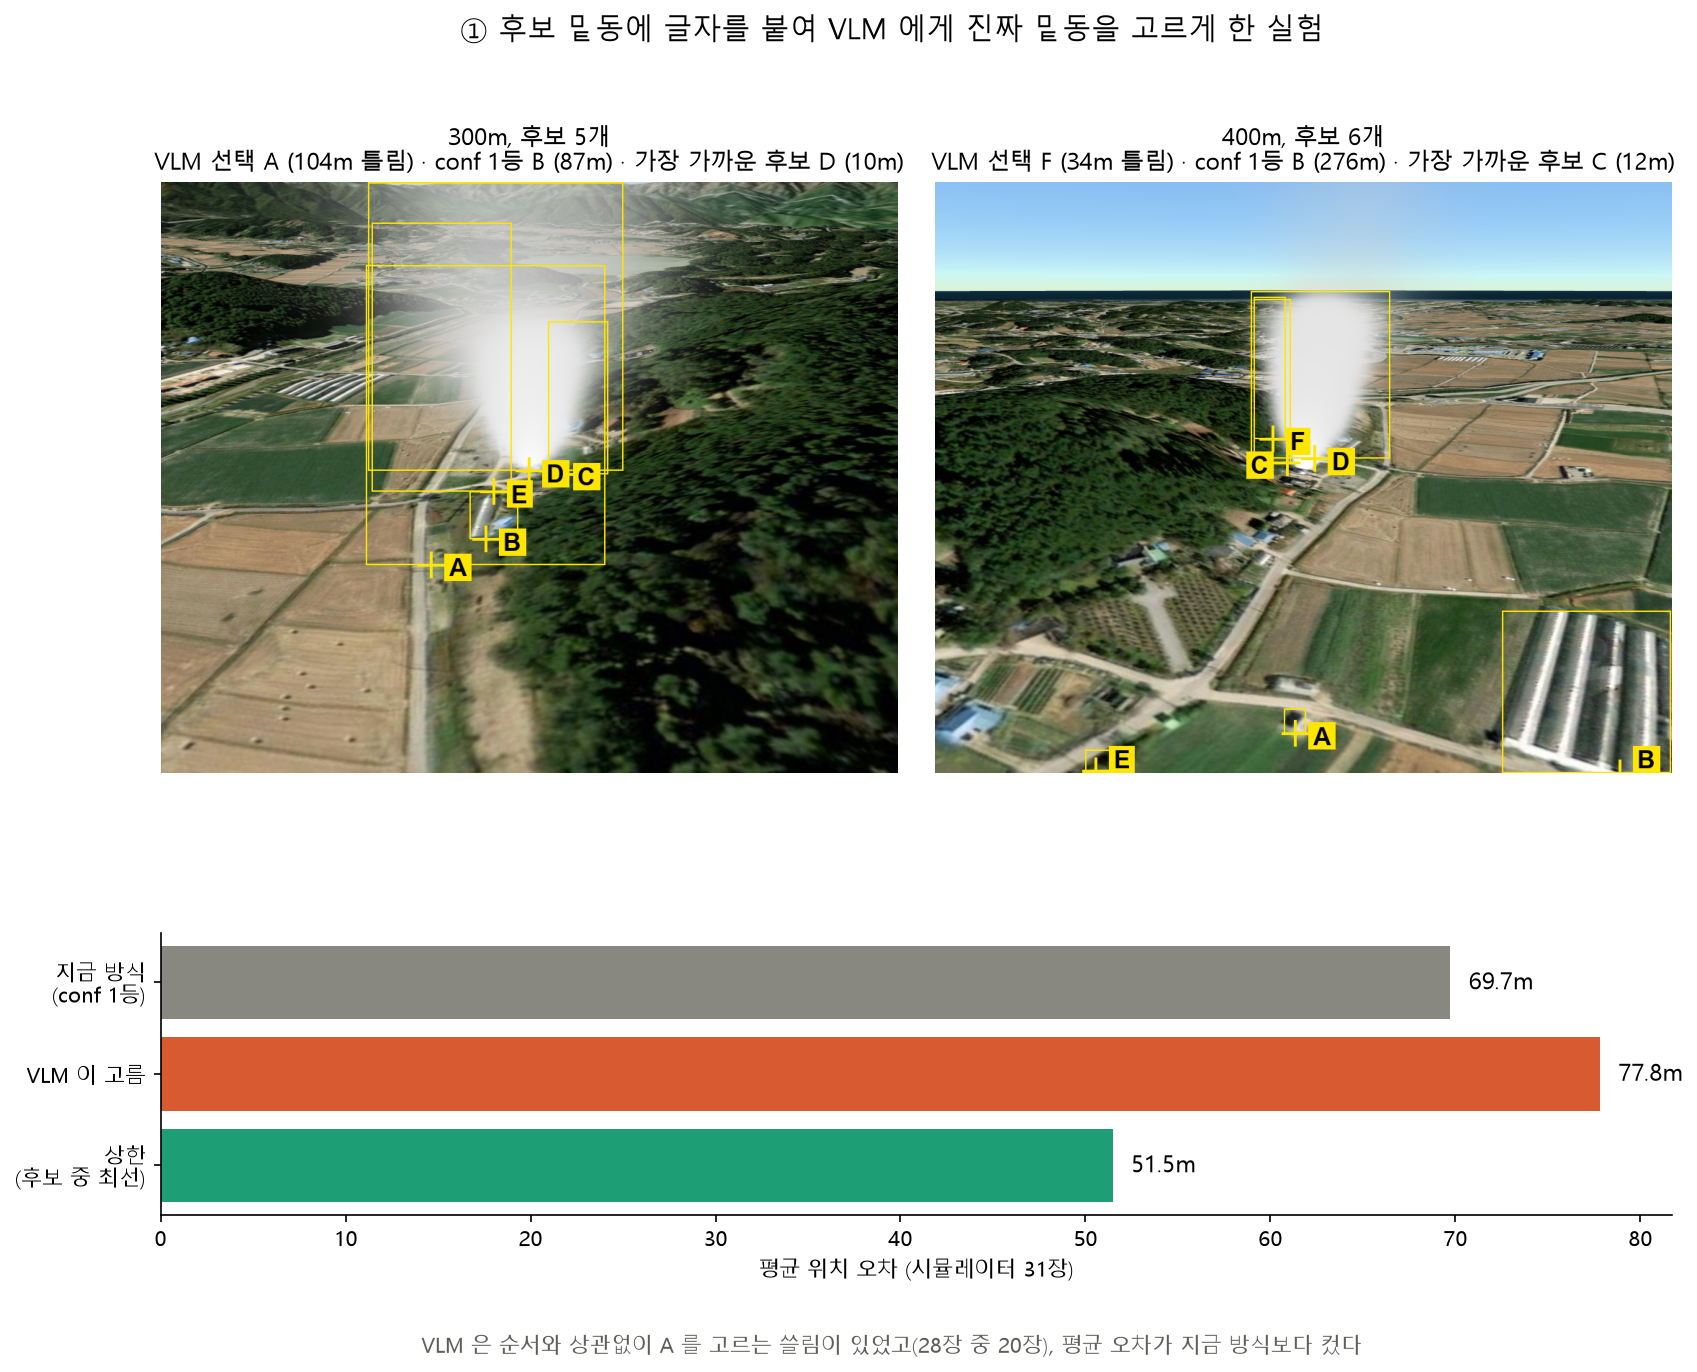 ① 후보 밑동에 글자를 붙여 VLM 에게 진짜 밑동을 고르게 한 실험
300m, 후보 5개
VLM 선택 A (104m 틀림) · conf 1등 B (87m) · 가장 가까운 후보 D (10m)
400m, 후보 6개
VLM 선택 F (34m 틀림) · conf 1등 B (276m) · 가장 가까운 후보 C (12m)
D
C
E
B
A
F
C
D
A
E
B
지금 방식
(conf 1등)
69.7m
VLM 이 고름
77.8m
상한
(후보 중 최선)
51.5m
0 10 20 30 40 50 60 70 80
평균 위치 오차 (시뮬레이터 31장)
VLM 은 순서와 상관없이 A 를 고르는 쏠림이 있었고(28장 중 20장), 평균 오차가 지금 방식보다 컸다